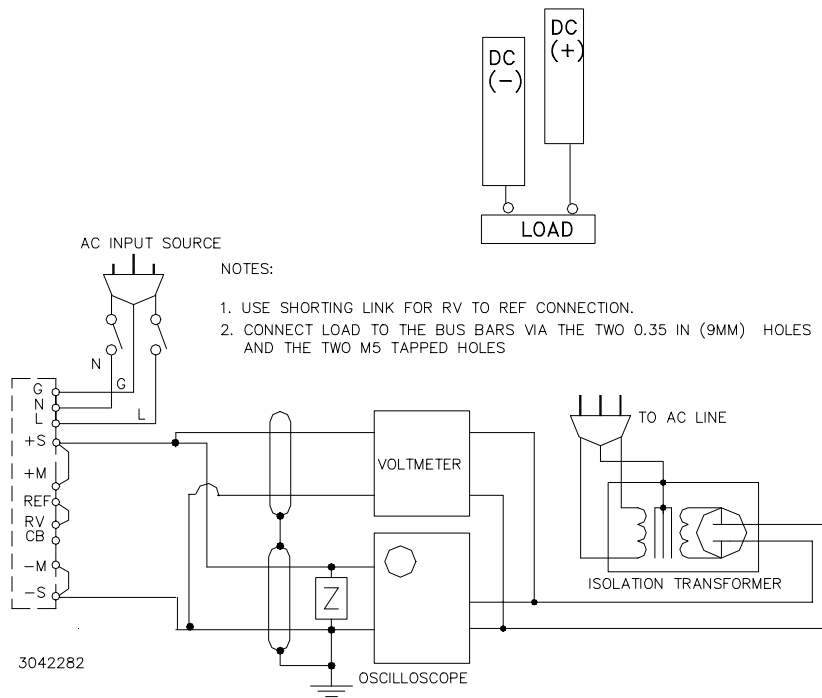 DC
(−)
DC
(+)
LOAD
AC INPUT SOURCE
NOTES:
1. USE SHORTING LINK FOR RV TO REF CONNECTION.
2. CONNECT LOAD TO THE BUS BARS VIA THE TWO 0.35 IN (9MM) HOLES
AND THE TWO M5 TAPPED HOLES
N
G
L
G
N
L
+S
+M
REF
RV
CB
−M
−S
VOLTMETER
TO AC LINE
ISOLATION TRANSFORMER
Z
OSCILLOSCOPE
3042282